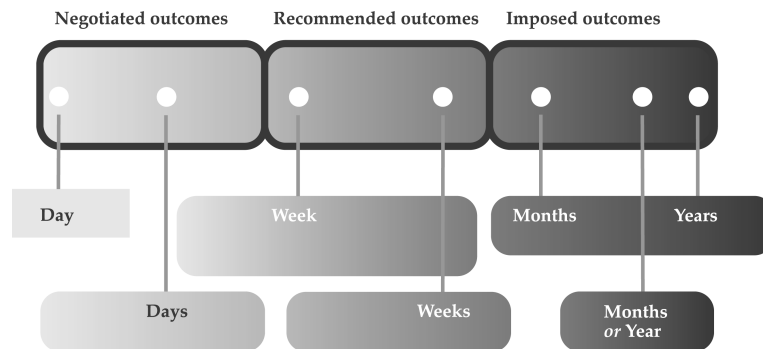 Negotiated outcomes Recommended outcomes Imposed outcomes
Day
Week
Months
Years
Days
Weeks
Months
or Year